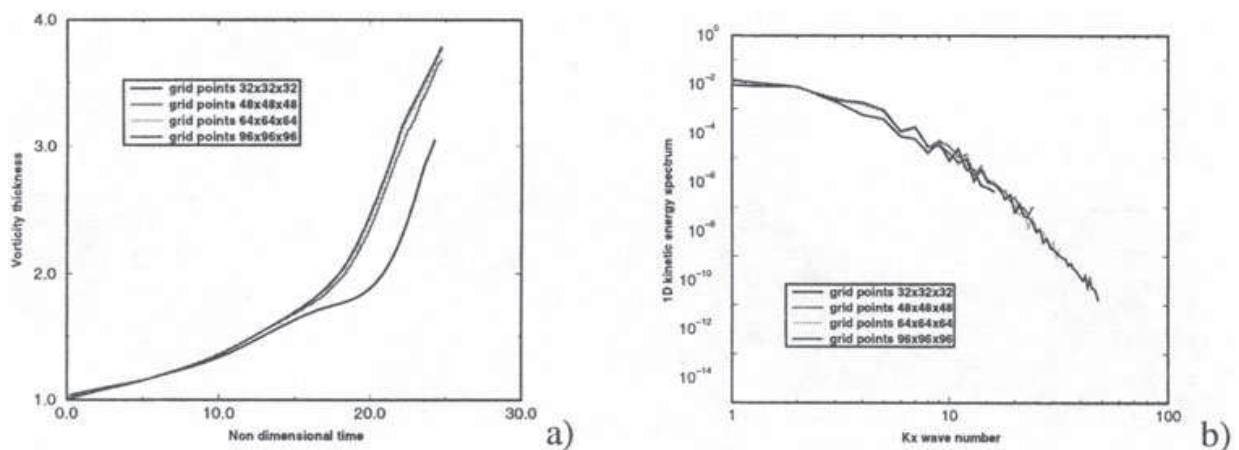 4.0
3.0
2.0
1.0
Vorticity thickness
grid points 32x32x32
grid points 48x48x48
grid points 64x64x64
grid points 96x96x96
0.0 10.0 20.0 30.0
Non dimensional time
a)
10^0
10^-2
10^-4
10^-6
10^-8
10^-10
10^-12
10^-14
1D kinetic energy spectrum
grid points 32x32x32
grid points 48x48x48
grid points 64x64x64
grid points 96x96x96
1 10 100
Kx wave number
b)